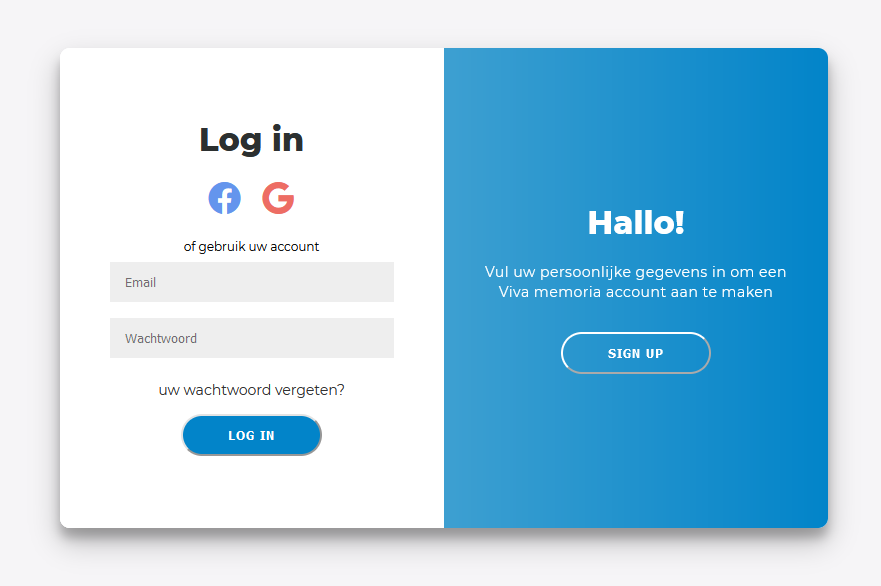 Log in
of gebruik uw account
Email
Wachtwoord
uw wachtwoord vergeten?
LOG IN
Hallo!
Vul uw persoonlijke gegevens in om een
Viva memoria account aan te maken
SIGN UP